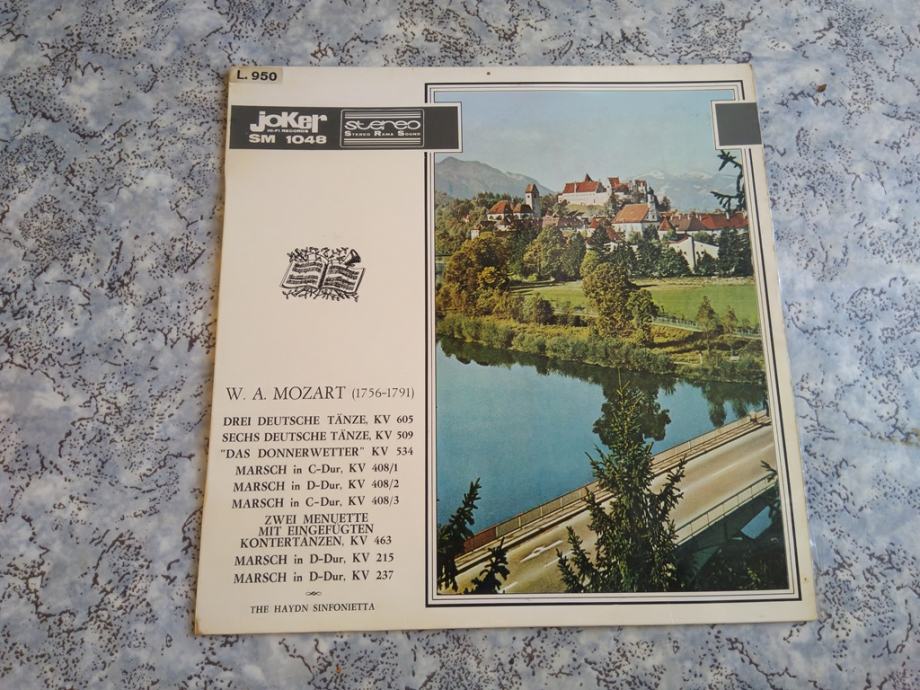 L. 950
joker
HI-FI RECORDS
SM 1048
stereo
STEREO RAMA SOUND
W. A. MOZART (1756-1791)
DREI DEUTSCHE TÄNZE, KV 605
SECHS DEUTSCHE TÄNZE, KV 509
"DAS DONNERWETTER" KV 534
MARSCH in C-Dur, KV 408/1
MARSCH in D-Dur, KV 408/2
MARSCH in C-Dur, KV 408/3
ZWEI MENUETTE
MIT EINGEFÜGTEN
KONTERTANZEN, KV 463
MARSCH in D-Dur, KV 215
MARSCH in D-Dur, KV 237
THE HAYDN SINFONIETTA